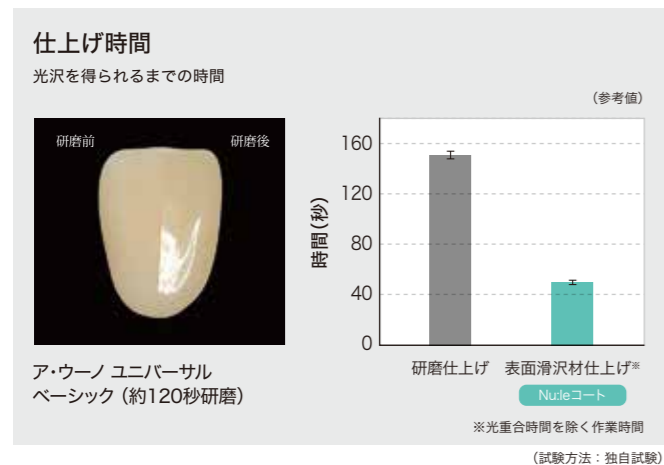 仕上げ時間
光沢を得られるまでの時間
（参考値）
研磨前
研磨後
160
120
80
40
0
時間（秒）
研磨仕上げ
表面滑沢材仕上げ※
Nu:leコート
ア・ウーノ ユニバーサル
ベーシック（約120秒研磨）
※光重合時間を除く作業時間
（試験方法：独自試験）